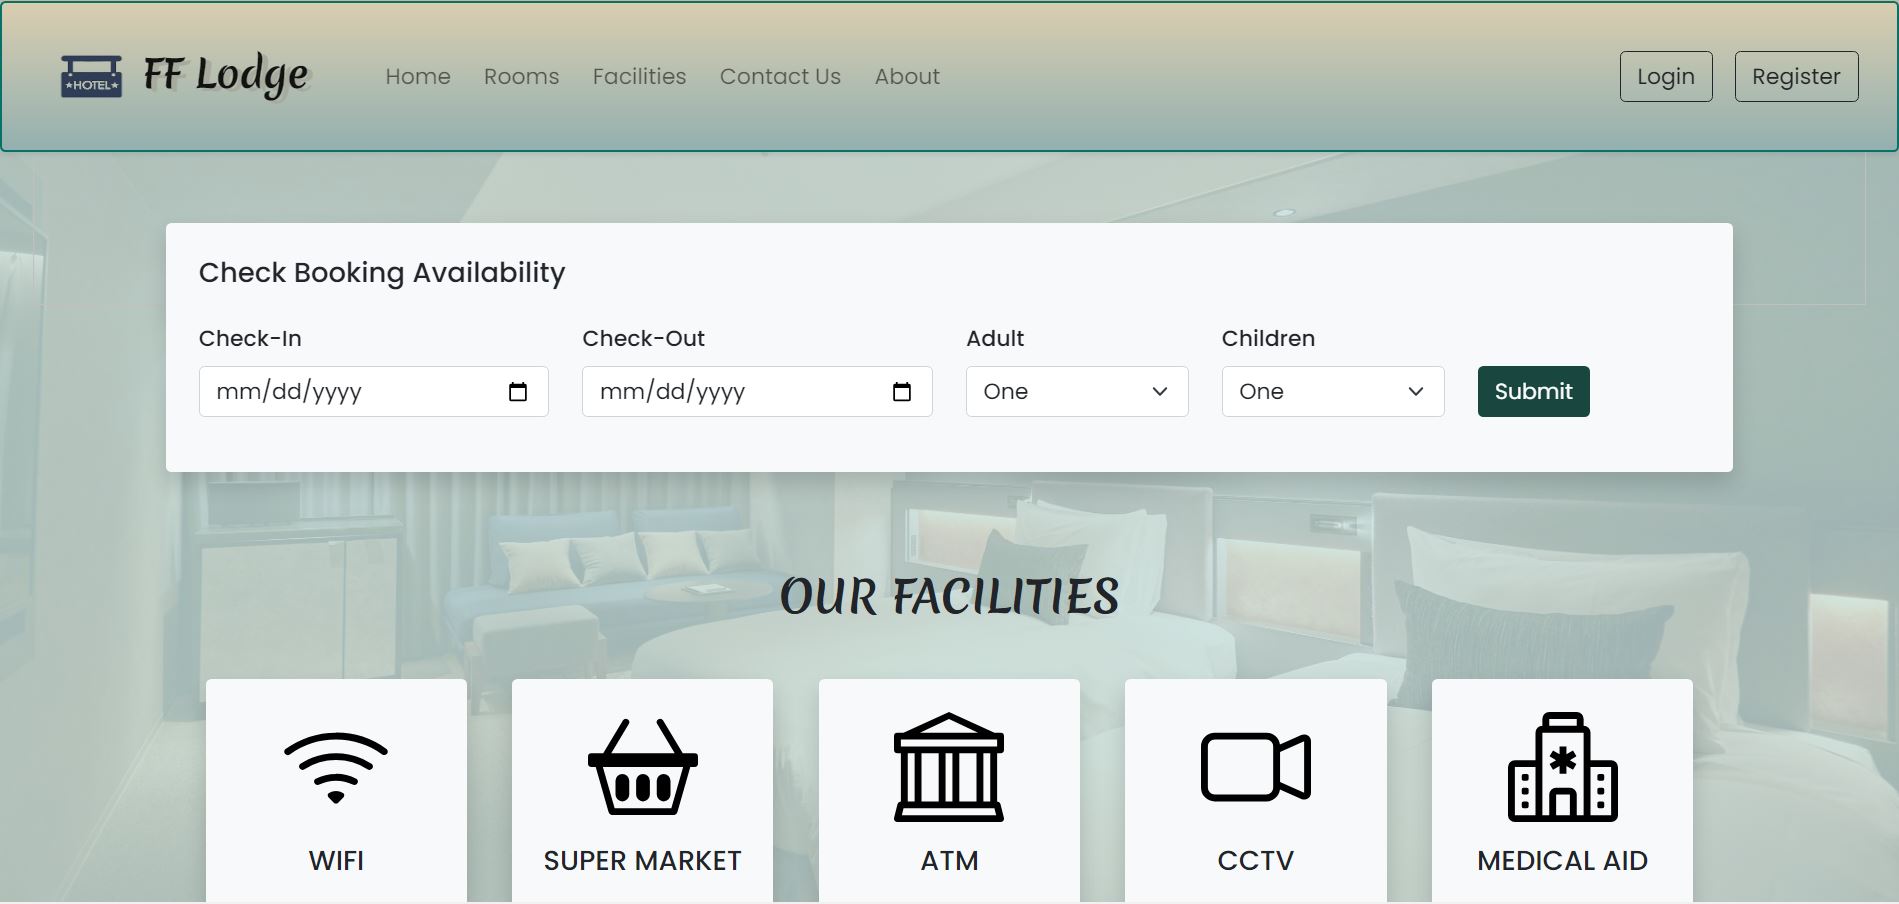 HOTEL FF Lodge Home Rooms Facilities Contact Us About Login Register
Check Booking Availability
Check-In Check-Out Adult Children
mm/dd/yyyy mm/dd/yyyy One One Submit
OUR FACILITIES
WIFI SUPER MARKET ATM CCTV MEDICAL AID